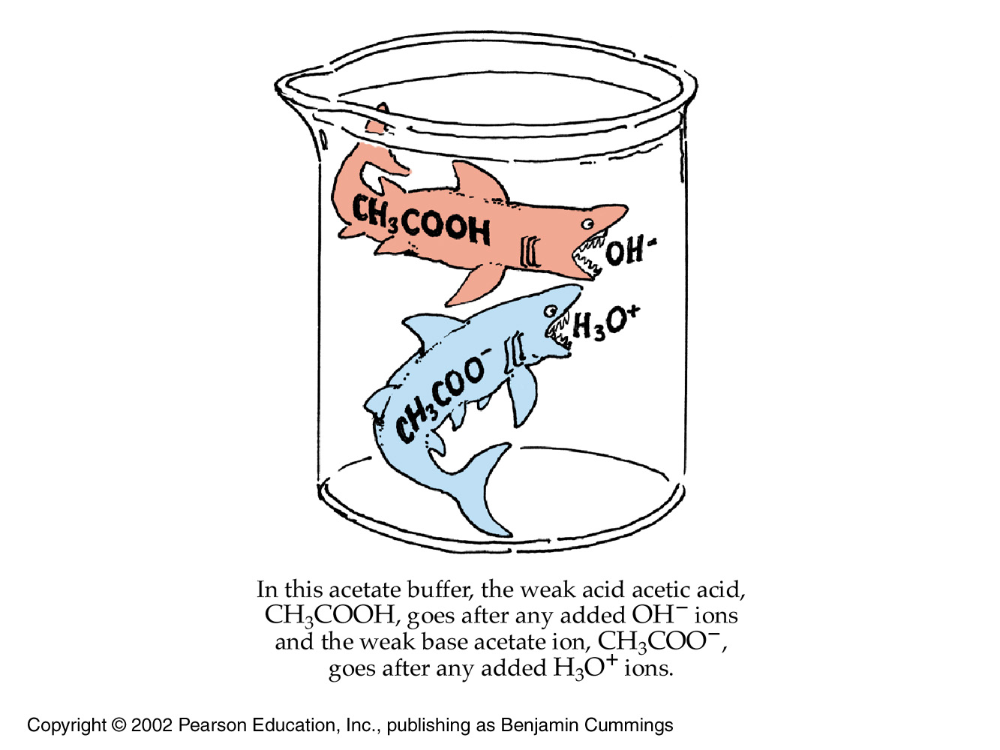 CH₃COOH
OH⁻
H₃O⁺
CH₃COO⁻
In this acetate buffer, the weak acid acetic acid,
CH₃COOH, goes after any added OH⁻ ions
and the weak base acetate ion, CH₃COO⁻,
goes after any added H₃O⁺ ions.
Copyright © 2002 Pearson Education, Inc., publishing as Benjamin Cummings